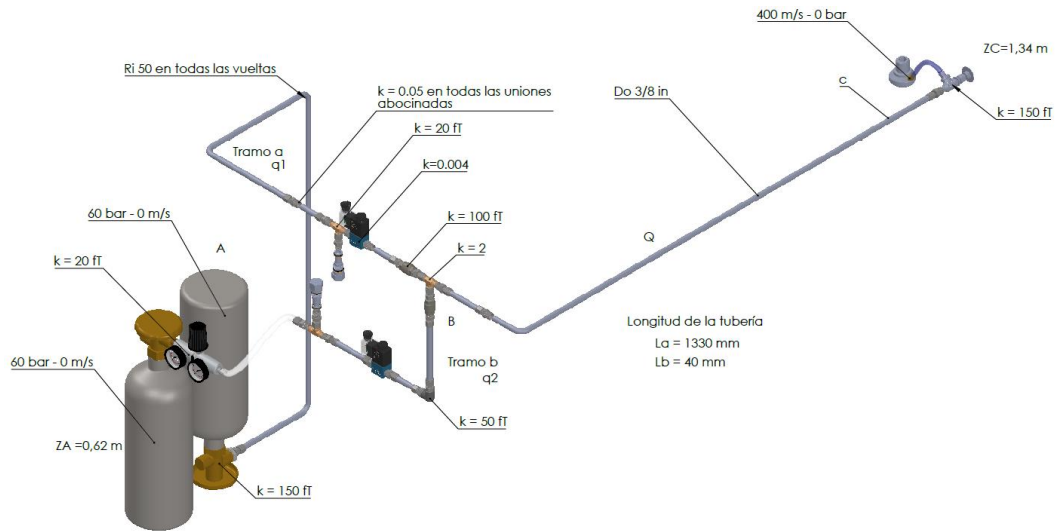 400 m/s - 0 bar
ZC=1,34 m
Ri 50 en todas las vueltas
k = 0.05 en todas las uniones
abocinadas
Do 3/8 in
c
k = 150 fT
k = 20 fT
Tramo a
q1
k=0.004
60 bar - 0 m/s
A
k = 100 fT
k = 2
Q
k = 20 fT
B
Longitud de la tubería
La = 1330 mm
Lb = 40 mm
Tramo b
q2
60 bar - 0 m/s
k = 50 fT
ZA =0,62 m
k = 150 fT